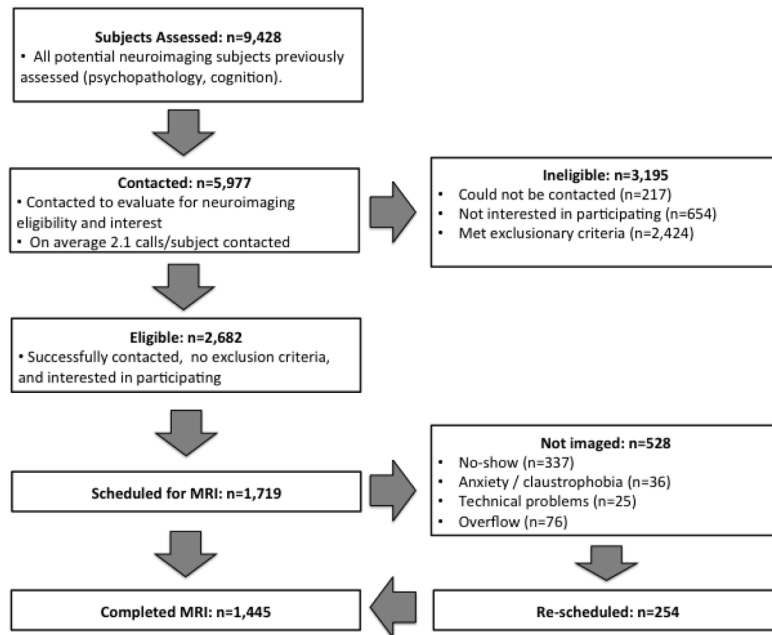 Subjects Assessed: n=9,428
• All potential neuroimaging subjects previously
assessed (psychopathology, cognition).
Contacted: n=5,977
• Contacted to evaluate for neuroimaging
eligibility and interest
• On average 2.1 calls/subject contacted
Ineligible: n=3,195
• Could not be contacted (n=217)
• Not interested in participating (n=654)
• Met exclusionary criteria (n=2,424)
Eligible: n=2,682
• Successfully contacted, no exclusion criteria,
and interested in participating
Not imaged: n=528
• No-show (n=337)
• Anxiety / claustrophobia (n=36)
• Technical problems (n=25)
• Overflow (n=76)
Scheduled for MRI: n=1,719
Completed MRI: n=1,445
Re-scheduled: n=254